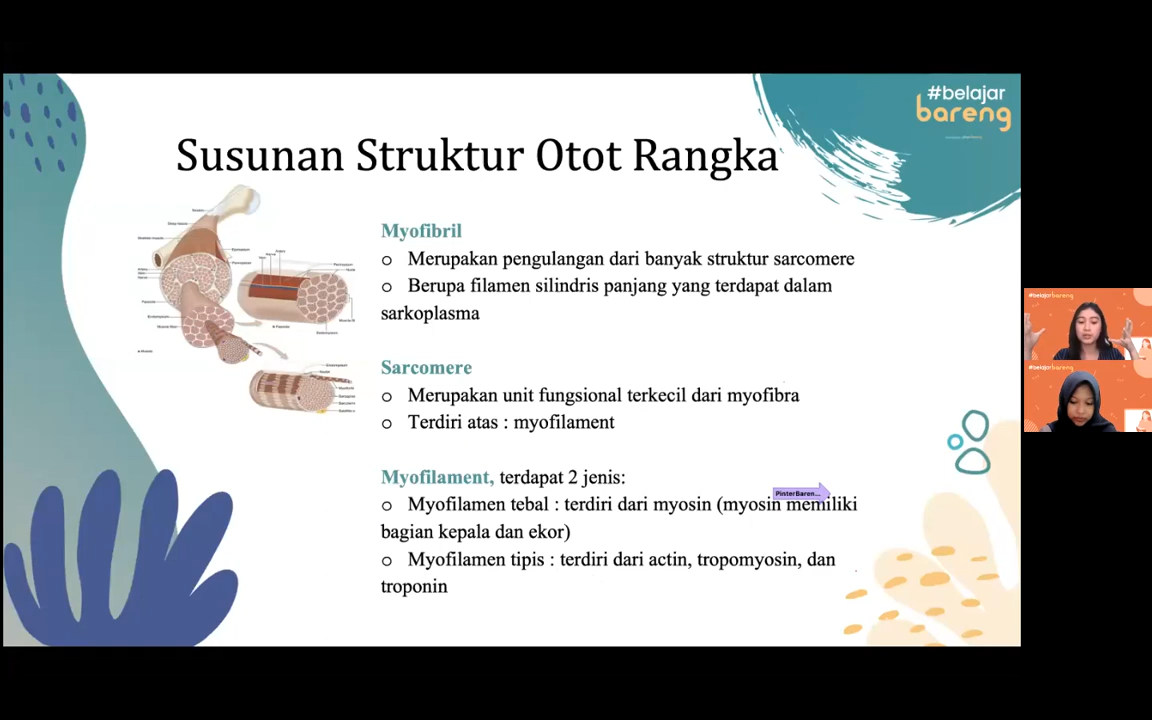 #belajar
bareng
Susunan Struktur Otot Rangka
Myofibril
o Merupakan pengulangan dari banyak struktur sarcomere
o Berupa filamen silindris panjang yang terdapat dalam
sarkoplasma
Sarcomere
o Merupakan unit fungsional terkecil dari myofibra
o Terdiri atas : myofilament
Myofilament, terdapat 2 jenis:
PinterBaren...
o Myofilamen tebal : terdiri dari myosin (myosin memiliki
bagian kepala dan ekor)
o Myofilamen tipis : terdiri dari actin, tropomyosin, dan
troponin
#belajarbareng
#belajarbareng